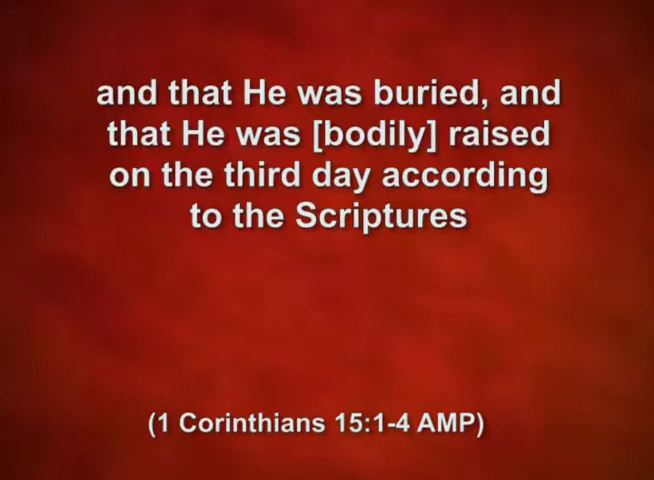 and that He was buried, and
that He was [bodily] raised
on the third day according
to the Scriptures
(1 Corinthians 15:1-4 AMP)